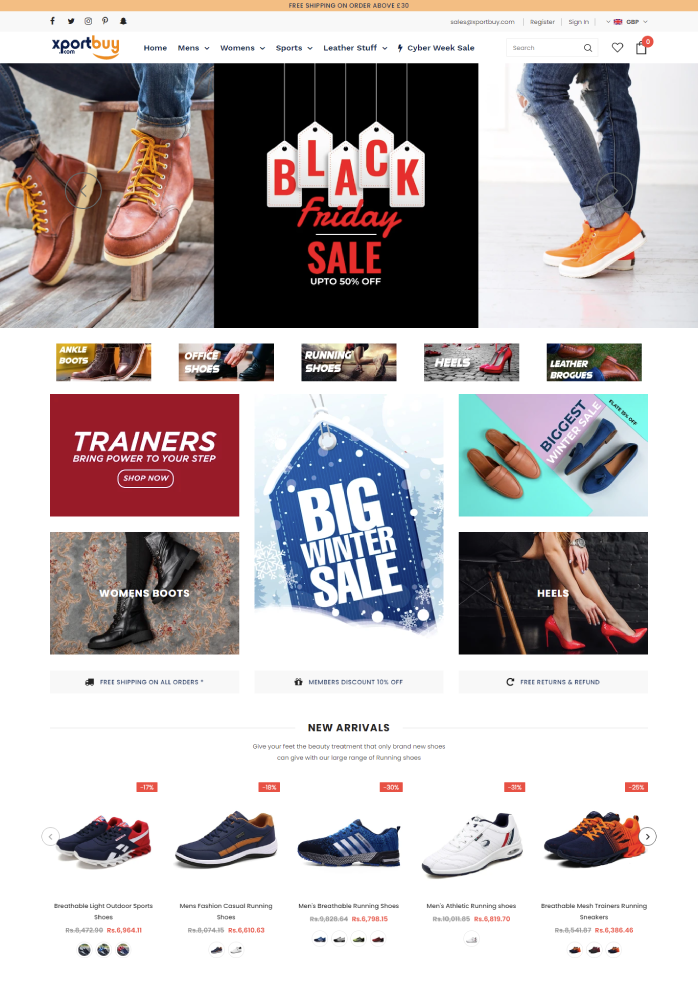 FREE SHIPPING ON ORDER ABOVE £30
sales@xportbuy.com
Register
Sign In
GBP
xportbuy
.com
Home
Mens
Womens
Sports
Leather Stuff
Cyber Week Sale
Search
0
BLACK
Friday
SALE
UPTO 50% OFF
ANKLE
BOOTS
OFFICE
SHOES
RUNNING
SHOES
HEELS
LEATHER
BROGUES
TRAINERS
BRING POWER TO YOUR STEP
SHOP NOW
BIG
WINTER
SALE
BIGGEST
WINTER SALE
FLATE 15% OFF
WOMENS BOOTS
HEELS
FREE SHIPPING ON ALL ORDERS *
MEMBERS DISCOUNT 10% OFF
FREE RETURNS & REFUND
NEW ARRIVALS
Give your feet the beauty treatment that only brand new shoes
can give with our large range of Running shoes
-17%
-18%
-30%
-31%
-25%
Breathable Light Outdoor Sports
Shoes
Rs.8,472.90 Rs.6,964.11
Mens Fashion Casual Running
Shoes
Rs.8,074.15 Rs.6,610.63
Men's Breathable Running Shoes
Rs.9,828.64 Rs.6,798.15
Men's Athletic Running shoes
Rs.10,011.85 Rs.6,819.70
Breathable Mesh Trainers Running
Sneakers
Rs.8,541.87 Rs.6,386.46